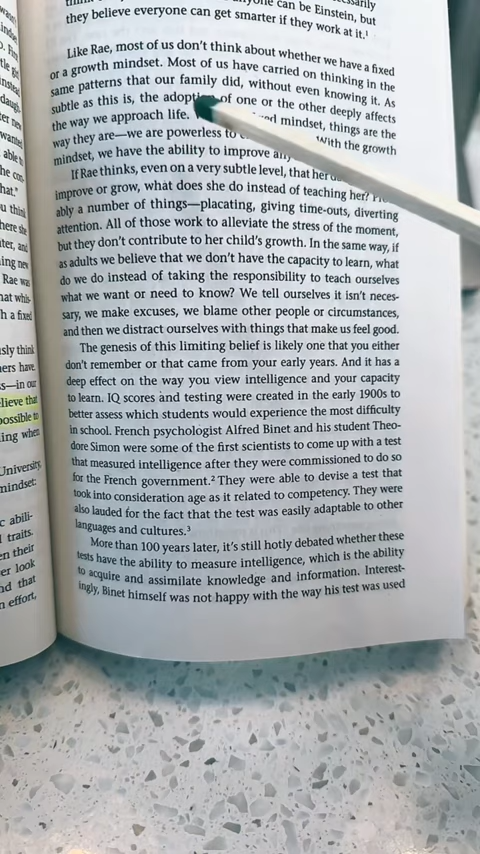 they believe everyone can get smarter if they work at it.¹
Like Rae, most of us don't think about whether we have a fixed
or a growth mindset. Most of us have carried on thinking in the
same patterns that our family did, without even knowing it. As
subtle as this is, the adoption of one or the other deeply affects
the way we approach life. mindset, things are the
way they are—we are powerless to With the growth
mindset, we have the ability to improve
If Rae thinks, even on a very subtle level, that her
improve or grow, what does she do instead of teaching her?
ably a number of things—placating, giving time-outs, diverting
attention. All of those work to alleviate the stress of the moment,
but they don't contribute to her child's growth. In the same way, if
as adults we believe that we don't have the capacity to learn, what
do we do instead of taking the responsibility to teach ourselves
what we want or need to know? We tell ourselves it isn't neces-
sary, we make excuses, we blame other people or circumstances,
and then we distract ourselves with things that make us feel good.
The genesis of this limiting belief is likely one that you either
don't remember or that came from your early years. And it has a
deep effect on the way you view intelligence and your capacity
to learn. IQ scores and testing were created in the early 1900s to
better assess which students would experience the most difficulty
in school. French psychologist Alfred Binet and his student Theo-
dore Simon were some of the first scientists to come up with a test
that measured intelligence after they were commissioned to do so
for the French government.² They were able to devise a test that
took into consideration age as it related to competency. They were
also lauded for the fact that the test was easily adaptable to other
languages and cultures.³
More than 100 years later, it's still hotly debated whether these
tests have the ability to measure intelligence, which is the ability
to acquire and assimilate knowledge and information. Interest-
ingly, Binet himself was not happy with the way his test was used